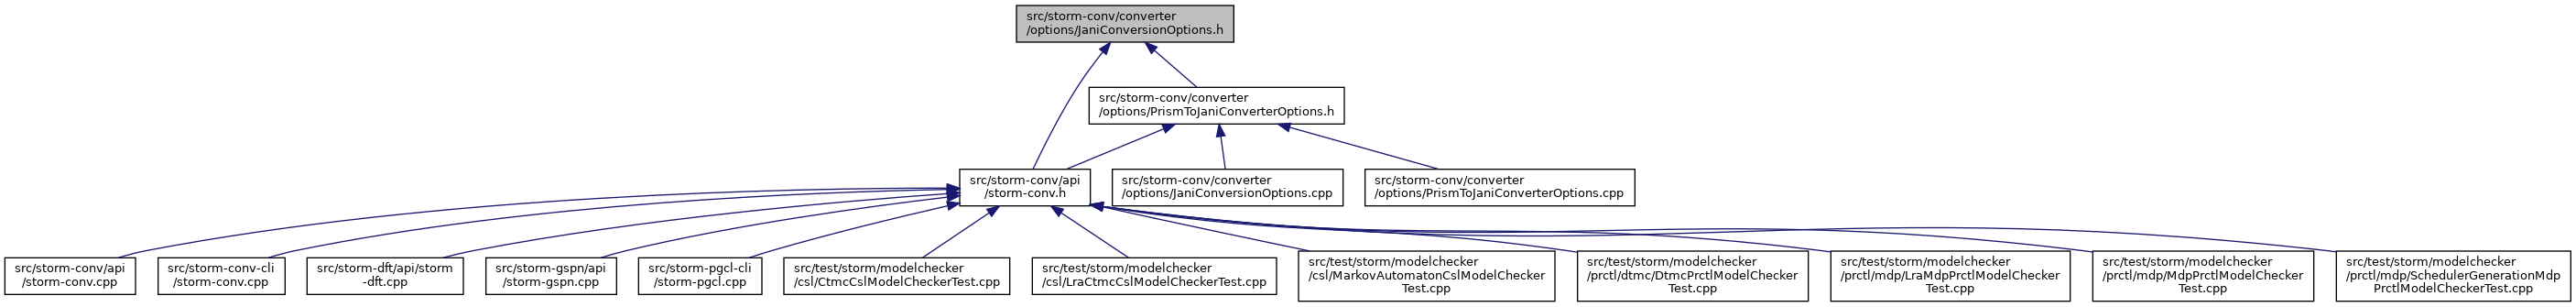 src/storm-conv/converter
/options/JaniConversionOptions.h
src/storm-conv/converter
/options/PrismToJaniConverterOptions.h
src/storm-conv/api
/storm-conv.h
src/storm-conv/converter
/options/JaniConversionOptions.cpp
src/storm-conv/converter
/options/PrismToJaniConverterOptions.cpp
src/storm-conv/api
/storm-conv.cpp
src/storm-conv-cli
/storm-conv.cpp
src/storm-dft/api/storm
-dft.cpp
src/storm-gspn/api
/storm-gspn.cpp
src/storm-pgcl-cli
/storm-pgcl.cpp
src/test/storm/modelchecker
/csl/CtmcCslModelCheckerTest.cpp
src/test/storm/modelchecker
/csl/LraCtmcCslModelCheckerTest.cpp
src/test/storm/modelchecker
/csl/MarkovAutomatonCslModelChecker
Test.cpp
src/test/storm/modelchecker
/prctl/dtmc/DtmcPrctlModelChecker
Test.cpp
src/test/storm/modelchecker
/prctl/mdp/LraMdpPrctlModelChecker
Test.cpp
src/test/storm/modelchecker
/prctl/mdp/MdpPrctlModelChecker
Test.cpp
src/test/storm/modelchecker
/prctl/mdp/SchedulerGenerationMdp
PrctlModelCheckerTest.cpp